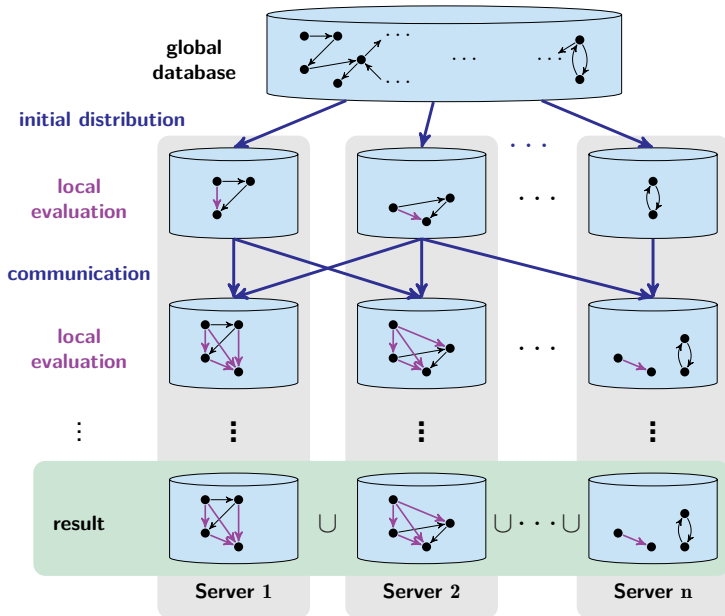 global
database
· · ·
· · ·
· · ·
· · ·
initial distribution
· · ·
local
evaluation
· · ·
communication
local
evaluation
· · ·
⋮
⋮
⋮
⋮
result
∪
∪ · · · ∪
Server 1
Server 2
Server n